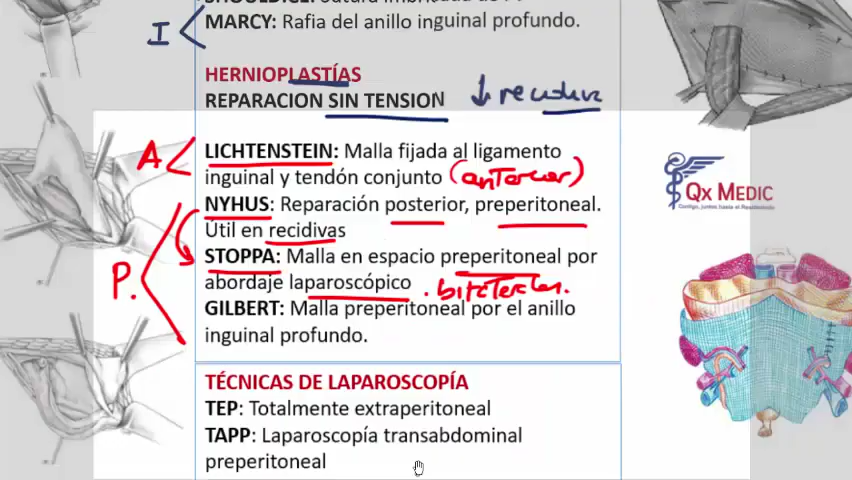 MARCY: Rafia del anillo inguinal profundo.
I
HERNIOPLASTÍAS
REPARACION SIN TENSION
↓ recidiva
A
LICHTENSTEIN: Malla fijada al ligamento
inguinal y tendón conjunto (anterior)
NYHUS: Reparación posterior, preperitoneal.
Útil en recidivas
P.
STOPPA: Malla en espacio preperitoneal por
abordaje laparoscópico. bilateral.
GILBERT: Malla preperitoneal por el anillo
inguinal profundo.
TÉCNICAS DE LAPAROSCOPÍA
TEP: Totalmente extraperitoneal
TAPP: Laparoscopía transabdominal
preperitoneal
QX MEDIC